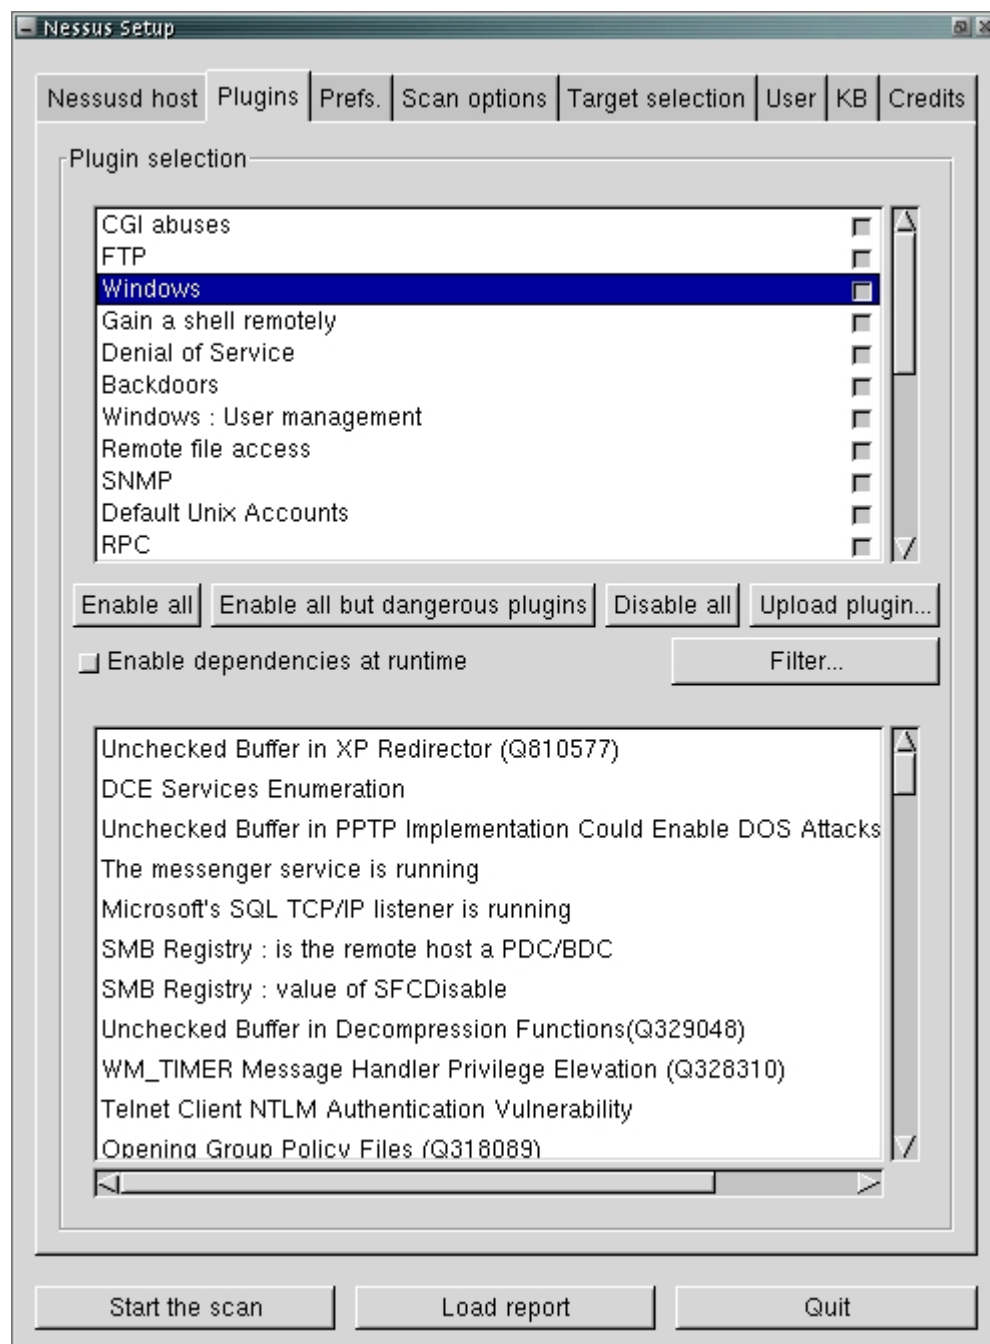 Nessus Setup
Nessusd host Plugins Prefs. Scan options Target selection User KB Credits
Plugin selection
CGI abuses
FTP
Windows
Gain a shell remotely
Denial of Service
Backdoors
Windows : User management
Remote file access
SNMP
Default Unix Accounts
RPC
Enable all Enable all but dangerous plugins Disable all Upload plugin...
Enable dependencies at runtime Filter...
Unchecked Buffer in XP Redirector (Q810577)
DCE Services Enumeration
Unchecked Buffer in PPTP Implementation Could Enable DOS Attacks
The messenger service is running
Microsoft's SQL TCP/IP listener is running
SMB Registry : is the remote host a PDC/BDC
SMB Registry : value of SFCDisable
Unchecked Buffer in Decompression Functions(Q329048)
WM_TIMER Message Handler Privilege Elevation (Q328310)
Telnet Client NTLM Authentication Vulnerability
Opening Group Policy Files (Q318089)
Start the scan Load report Quit